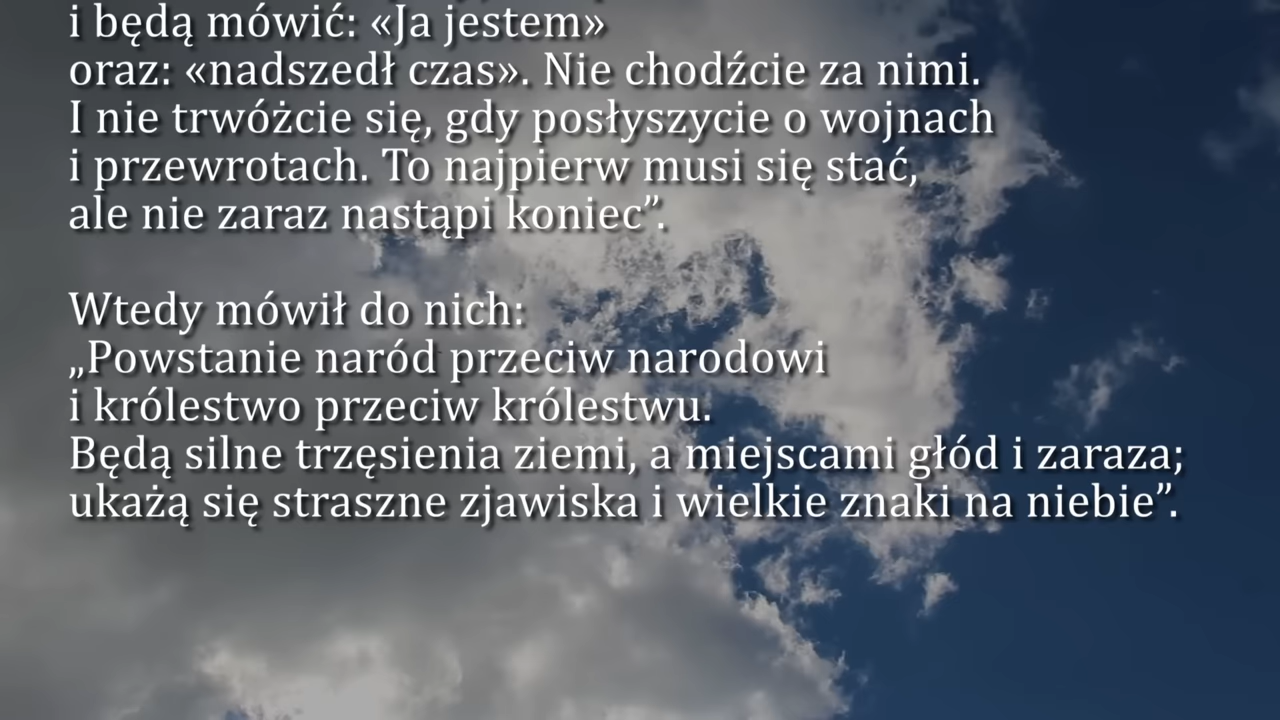 i będą mówić: «Ja jestem»
oraz: «nadszedł czas». Nie chodźcie za nimi.
I nie trwóżcie się, gdy posłyszycie o wojnach
i przewrotach. To najpierw musi się stać,
ale nie zaraz nastąpi koniec”.
Wtedy mówił do nich:
„Powstanie naród przeciw narodowi
i królestwo przeciw królestwu.
Będą silne trzęsienia ziemi, a miejscami głód i zaraza;
ukażą się straszne zjawiska i wielkie znaki na niebie”.